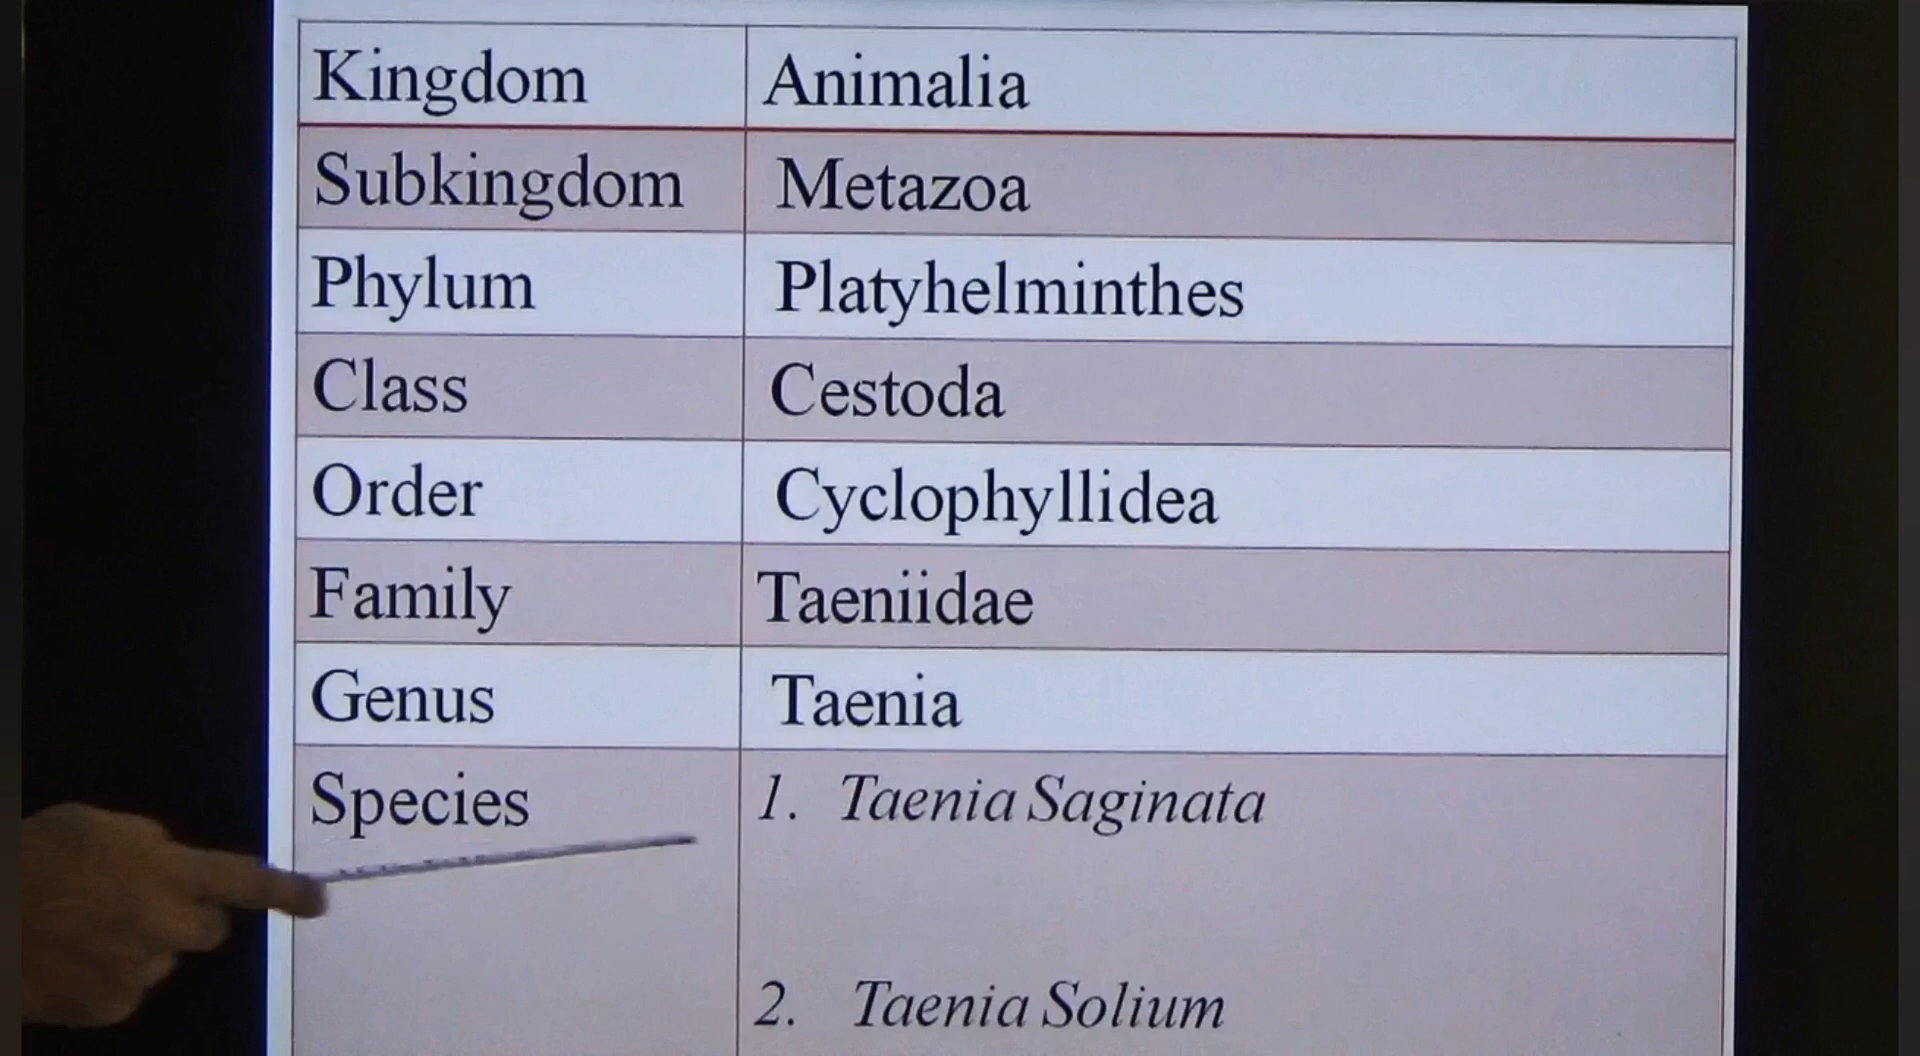 Kingdom Animalia
Subkingdom Metazoa
Phylum Platyhelminthes
Class Cestoda
Order Cyclophyllidea
Family Taeniidae
Genus Taenia
Species 1. Taenia Saginata
2. Taenia Solium